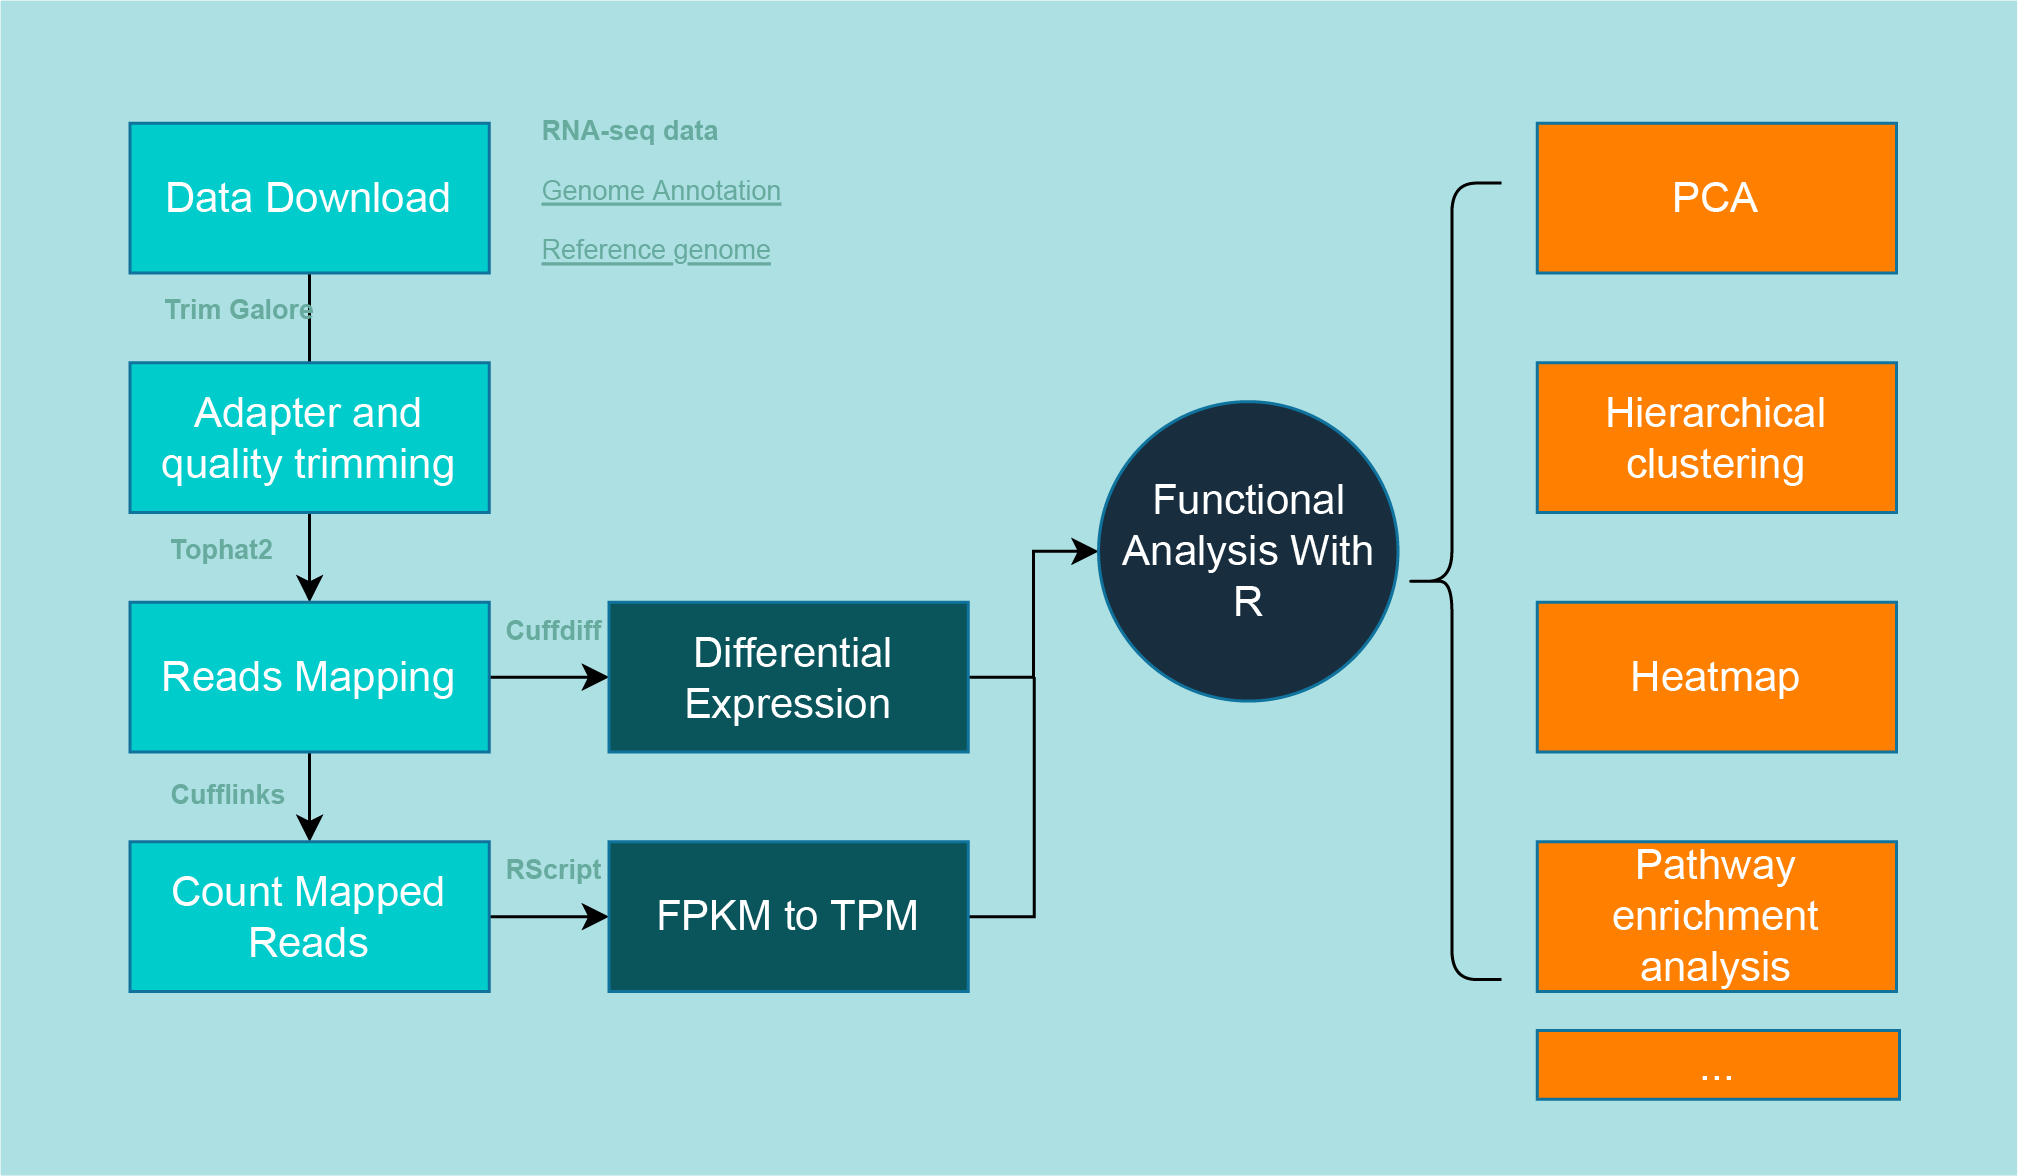 Data Download
RNA-seq data
Genome Annotation
Reference genome
Trim Galore
Adapter and
quality trimming
Tophat2
Reads Mapping
Cuffdiff
Differential
Expression
Cufflinks
Count Mapped
Reads
RScript
FPKM to TPM
Functional
Analysis With
R
PCA
Hierarchical
clustering
Heatmap
Pathway
enrichment
analysis
...